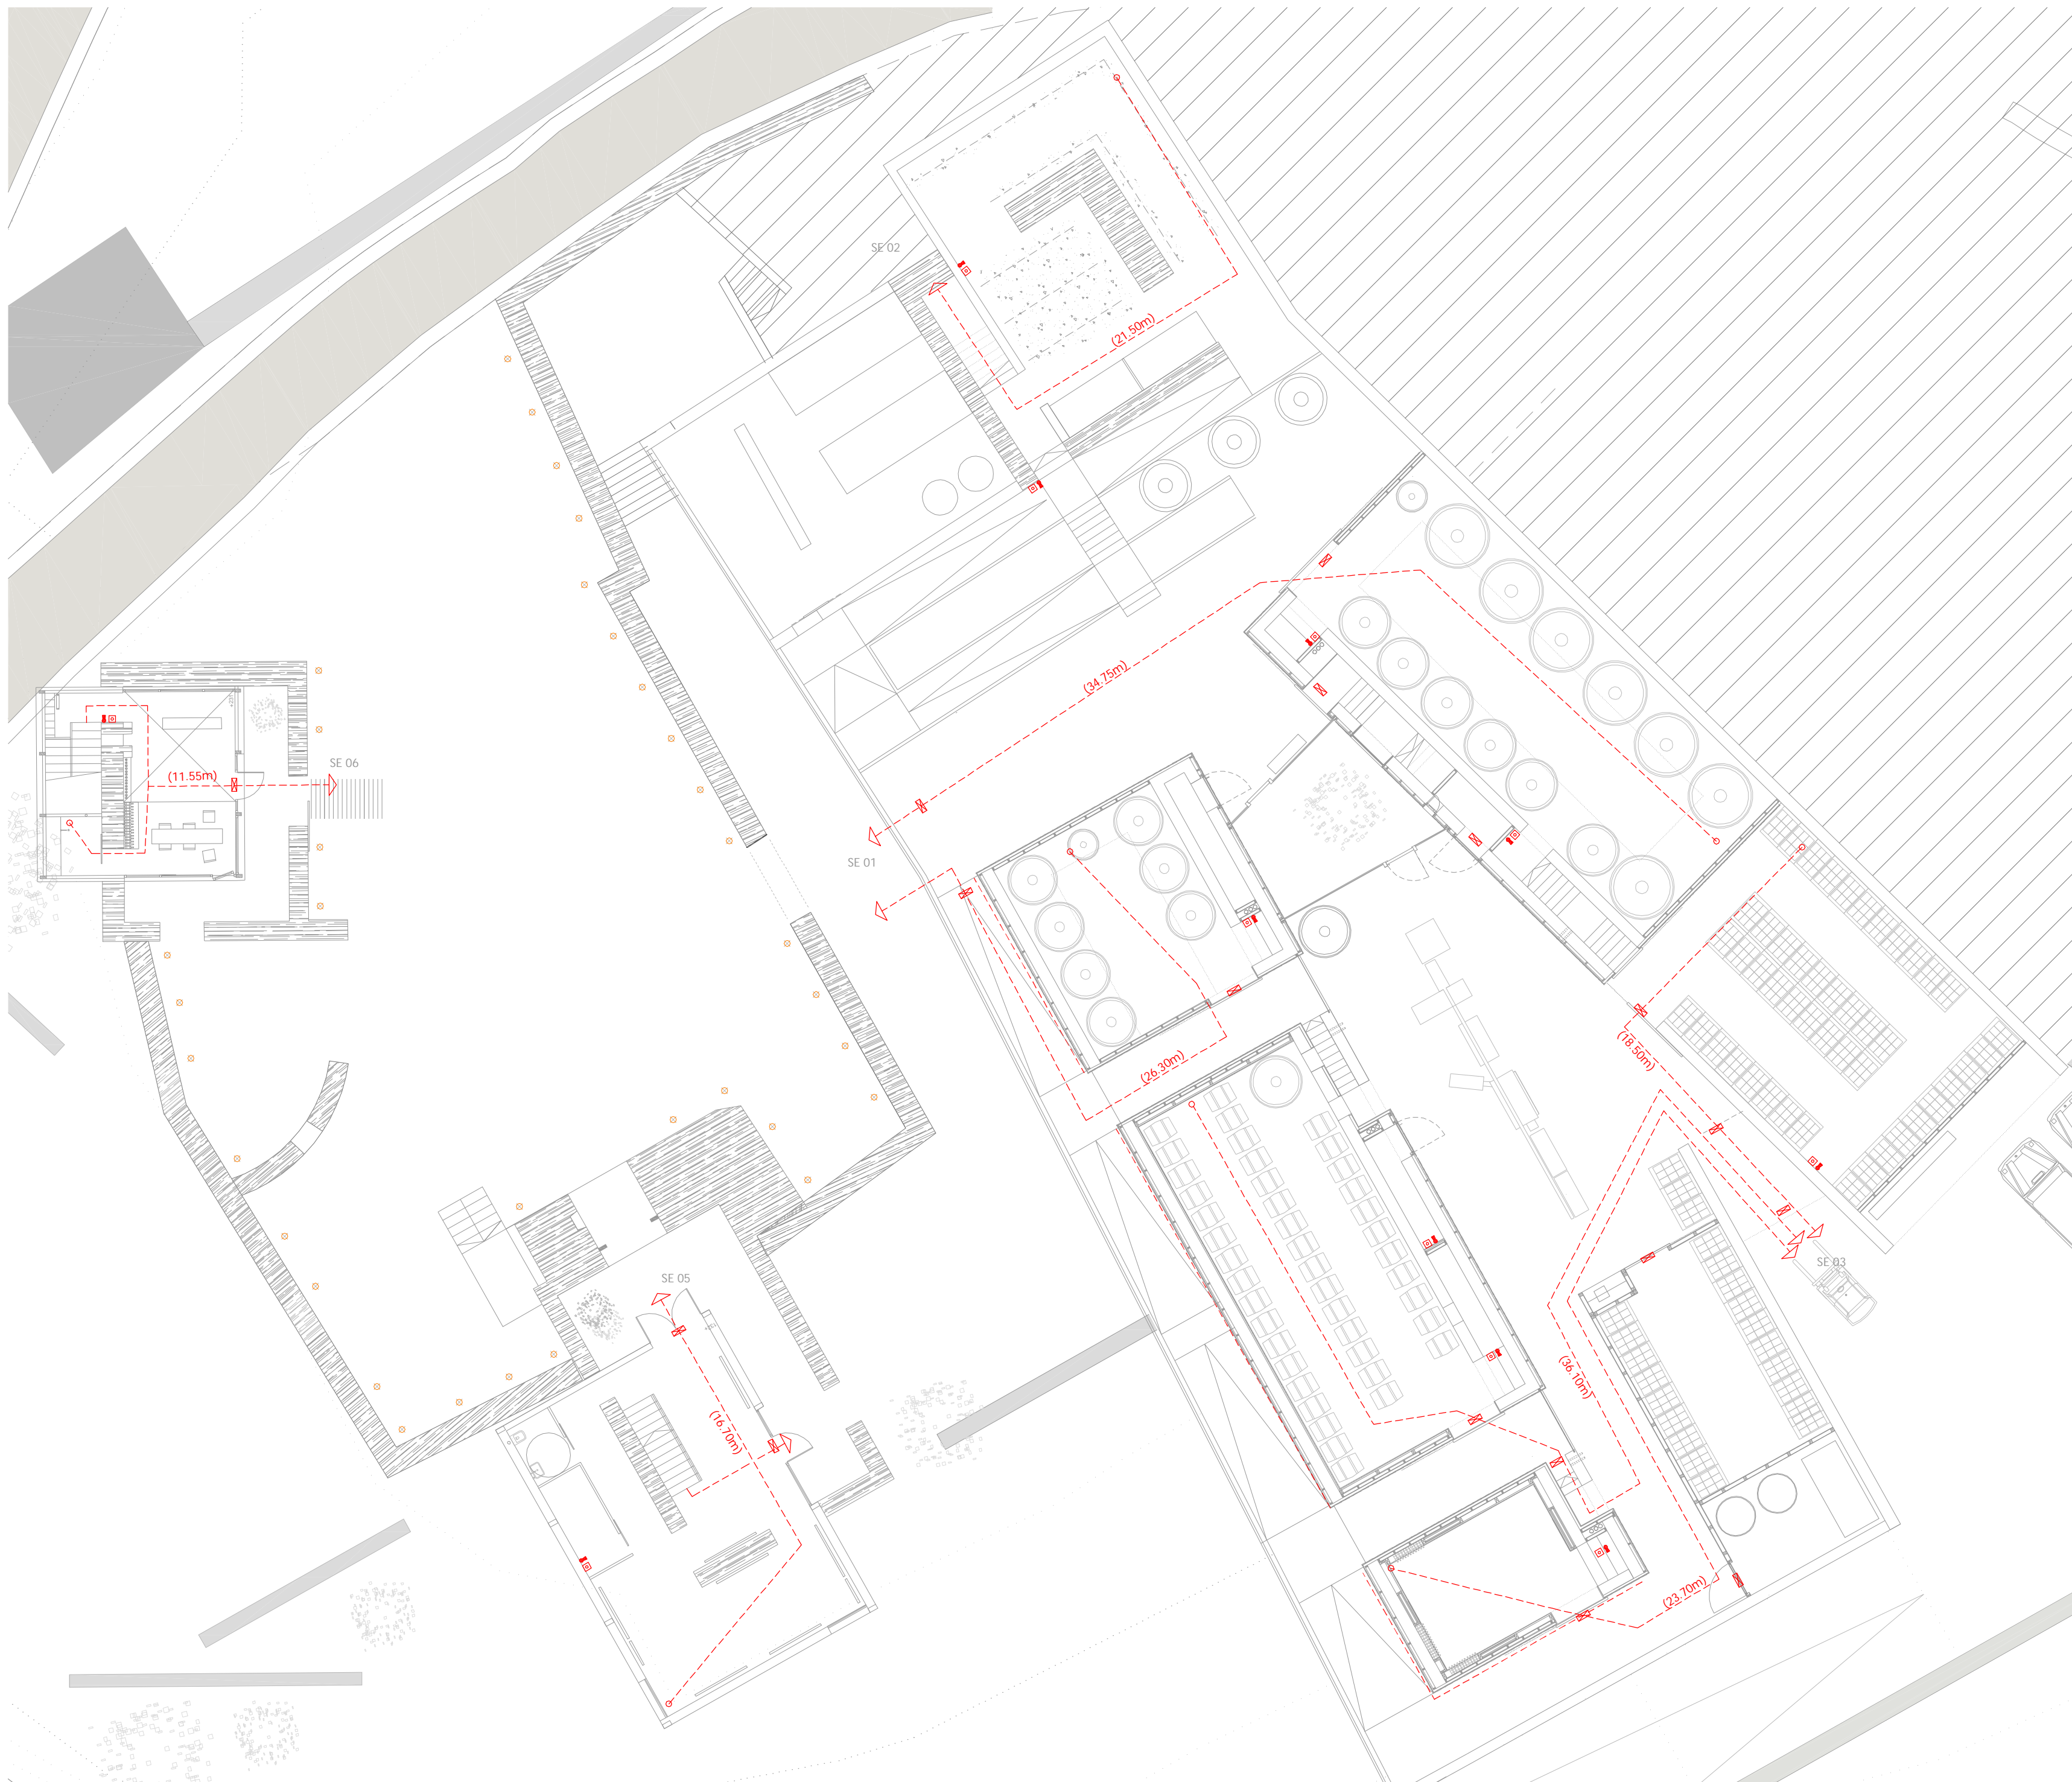 SE 02
(21.50m)
(34.75m)
SE 06
(11.55m)
SE 01
(18.50m)
(26.30m)
SE 03
SE 05
(36.10m)
(16.70m)
(23.70m)